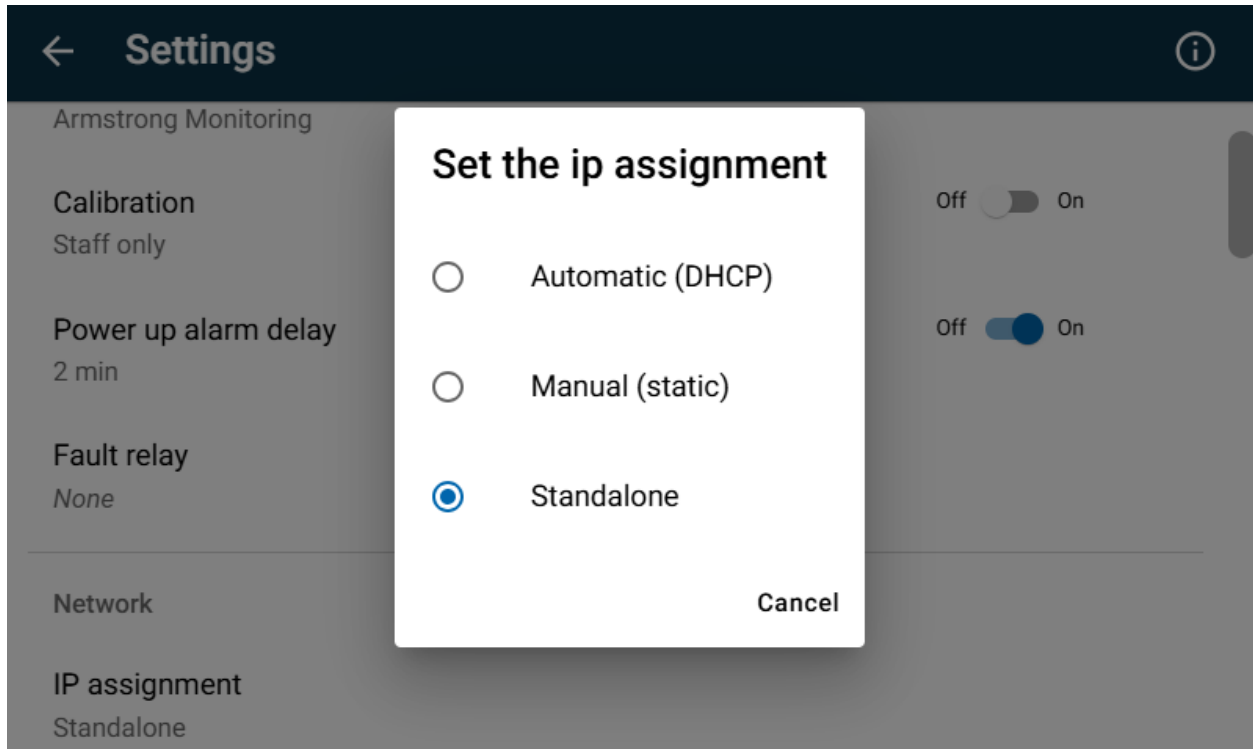 Settings
Armstrong Monitoring
Set the ip assignment
Calibration
Staff only
Off On
Automatic (DHCP)
Power up alarm delay
2 min
Off On
Manual (static)
Fault relay
None
Standalone
Network
Cancel
IP assignment
Standalone